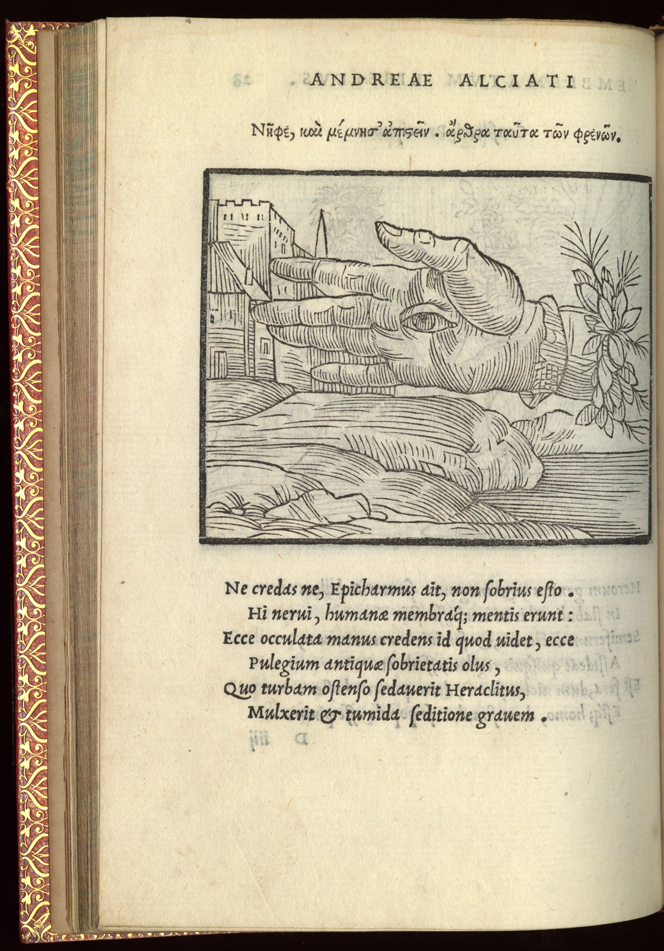 ANDREAE ALCIATI
Νῆφε, καὶ μέμνησ' ἀπιςεῖν. ἄρθρα ταῦτα τῶν φρενῶν.
Ne credas ne, Epicharmus ait, non ſobrius eſto.
Hi nerui, humanæ membráq; mentis erunt:
Ecce occulata manus credens id quod uidet, ecce
Pulegium antiquæ ſobrietatis olus,
Quo turbam oſtenſo ſedauerit Heraclitus,
Mulxerit & tumida ſeditione grauem.